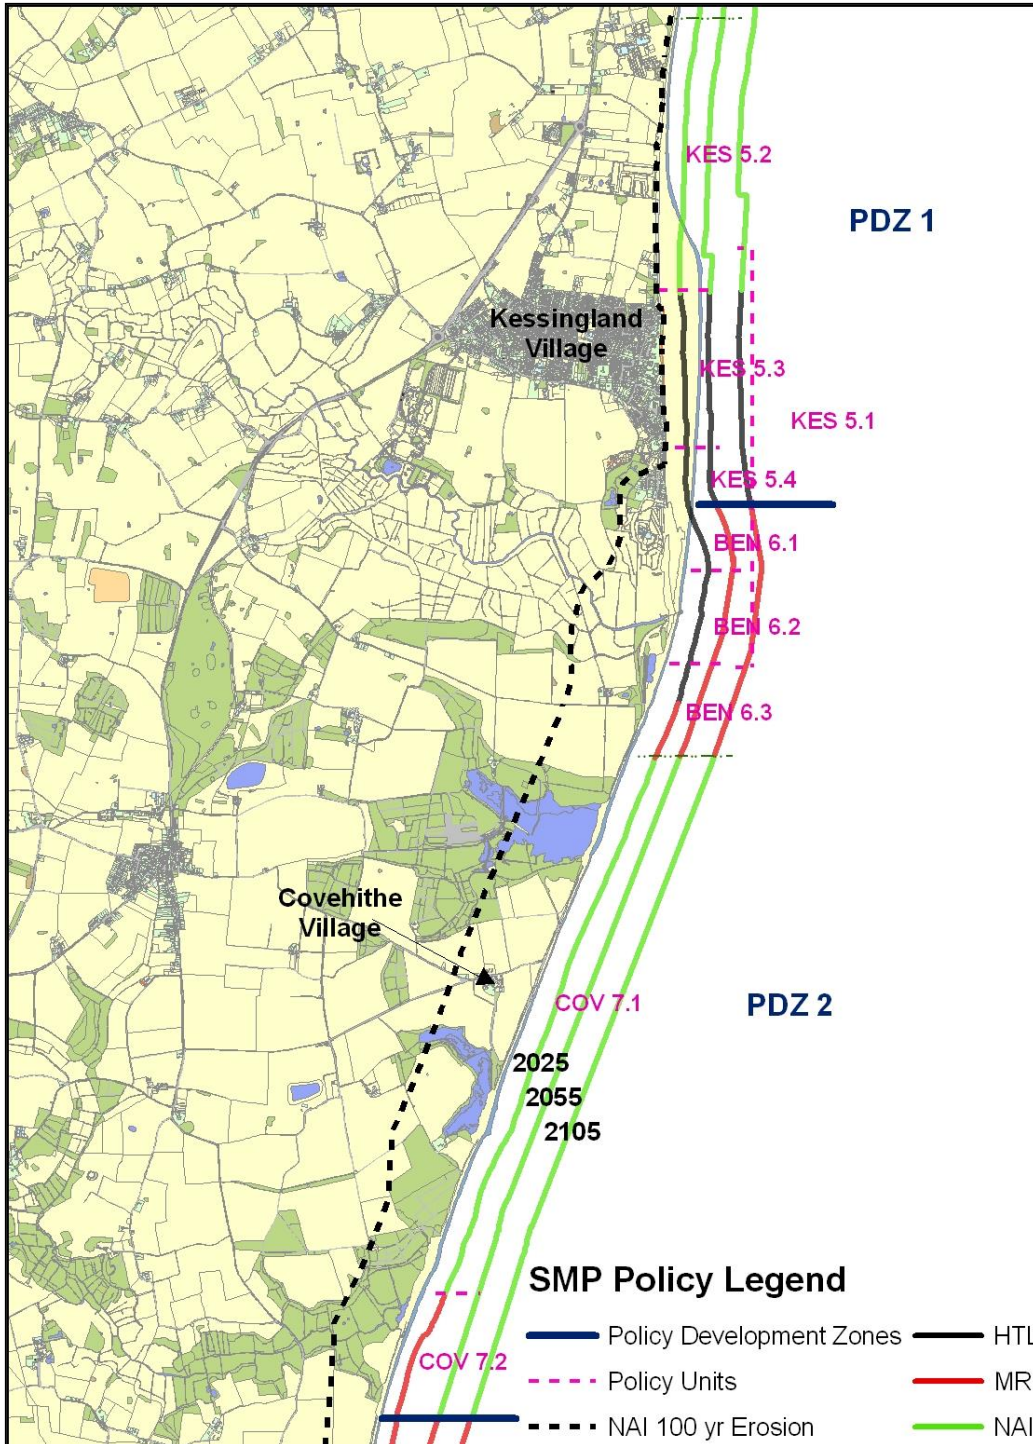 KES 5.2
PDZ 1
Kessingland
Village
KES 5.3
KES 5.1
KES 5.4
BEN 6.1
BEN 6.2
BEN 6.3
Covehithe
Village
COV 7.1
PDZ 2
2025
2055
2105
SMP Policy Legend
Policy Development Zones
HTL
COV 7.2
Policy Units
MR
NAI 100 yr Erosion
NAI